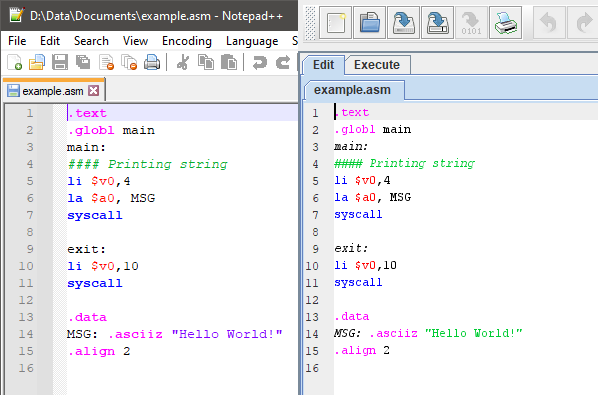 D:\Data\Documents\example.asm - Notepad++
File Edit Search View Encoding Language S
example.asm
1 .text
2 .globl main
3 main:
4 #### Printing string
5 li $v0,4
6 la $a0, MSG
7 syscall
8
9 exit:
10 li $v0,10
11 syscall
12
13 .data
14 MSG: .asciiz "Hello World!"
15 .align 2
16
0101
Edit Execute
example.asm
1 .text
2 .globl main
3 main:
4 #### Printing string
5 li $v0,4
6 la $a0, MSG
7 syscall
8
9 exit:
10 li $v0,10
11 syscall
12
13 .data
14 MSG: .asciiz "Hello World!"
15 .align 2
16